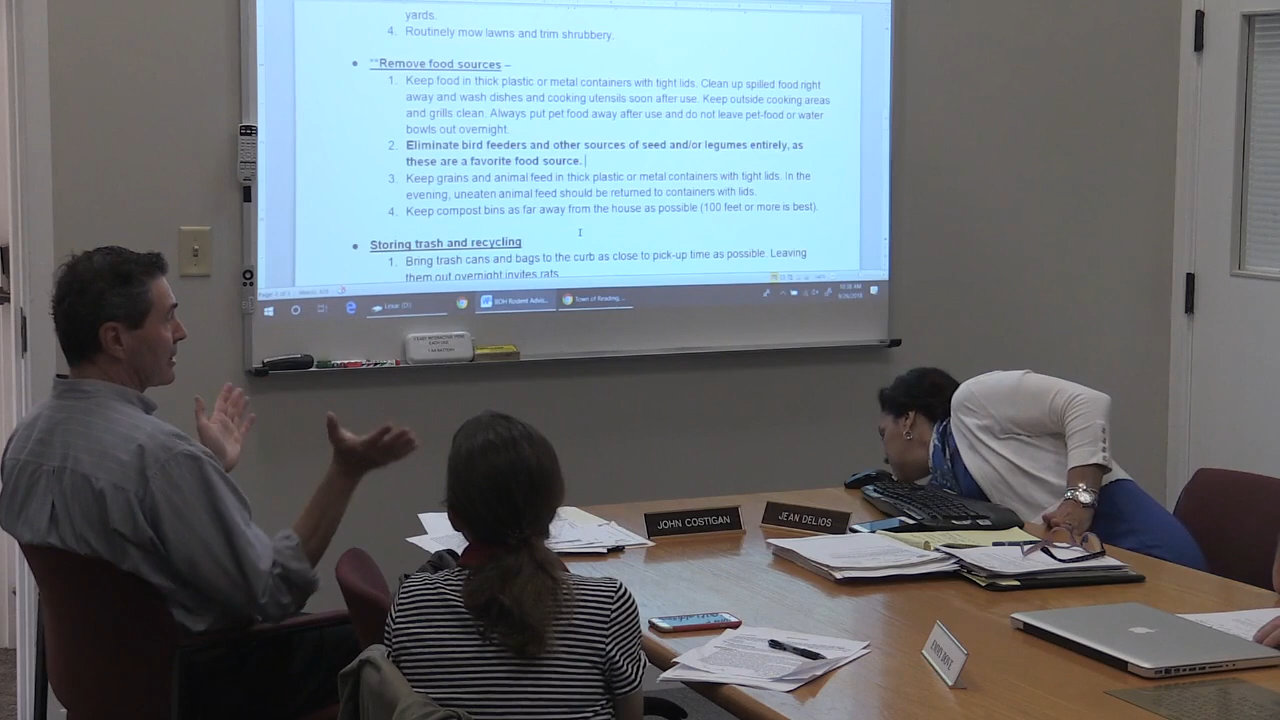 yards.
4. Routinely mow lawns and trim shrubbery.
• **Remove food sources –
1. Keep food in thick plastic or metal containers with tight lids. Clean up spilled food right
away and wash dishes and cooking utensils soon after use. Keep outside cooking areas
and grills clean. Always put pet food away after use and do not leave pet-food or water
bowls out overnight.
2. Eliminate bird feeders and other sources of seed and/or legumes entirely, as
these are a favorite food source.
3. Keep grains and animal feed in thick plastic or metal containers with tight lids. In the
evening, uneaten animal feed should be returned to containers with lids.
4. Keep compost bins as far away from the house as possible (100 feet or more is best).
• Storing trash and recycling
1. Bring trash cans and bags to the curb as close to pick-up time as possible. Leaving
them out overnight invites rats.
BOH Rodent Advis...
Town of Reading, ...
JOHN COSTIGAN
JEAN DELIOS